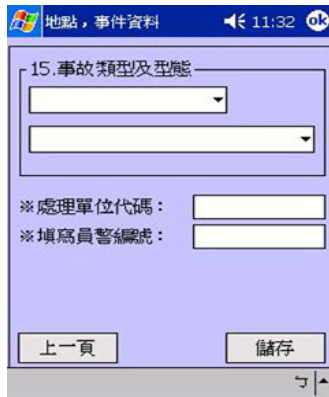 地點，事件資料 11:32 ok
15.事故類型及型態
※處理單位代碼：
※填寫員警編號：
上一頁 儲存
ㄅ